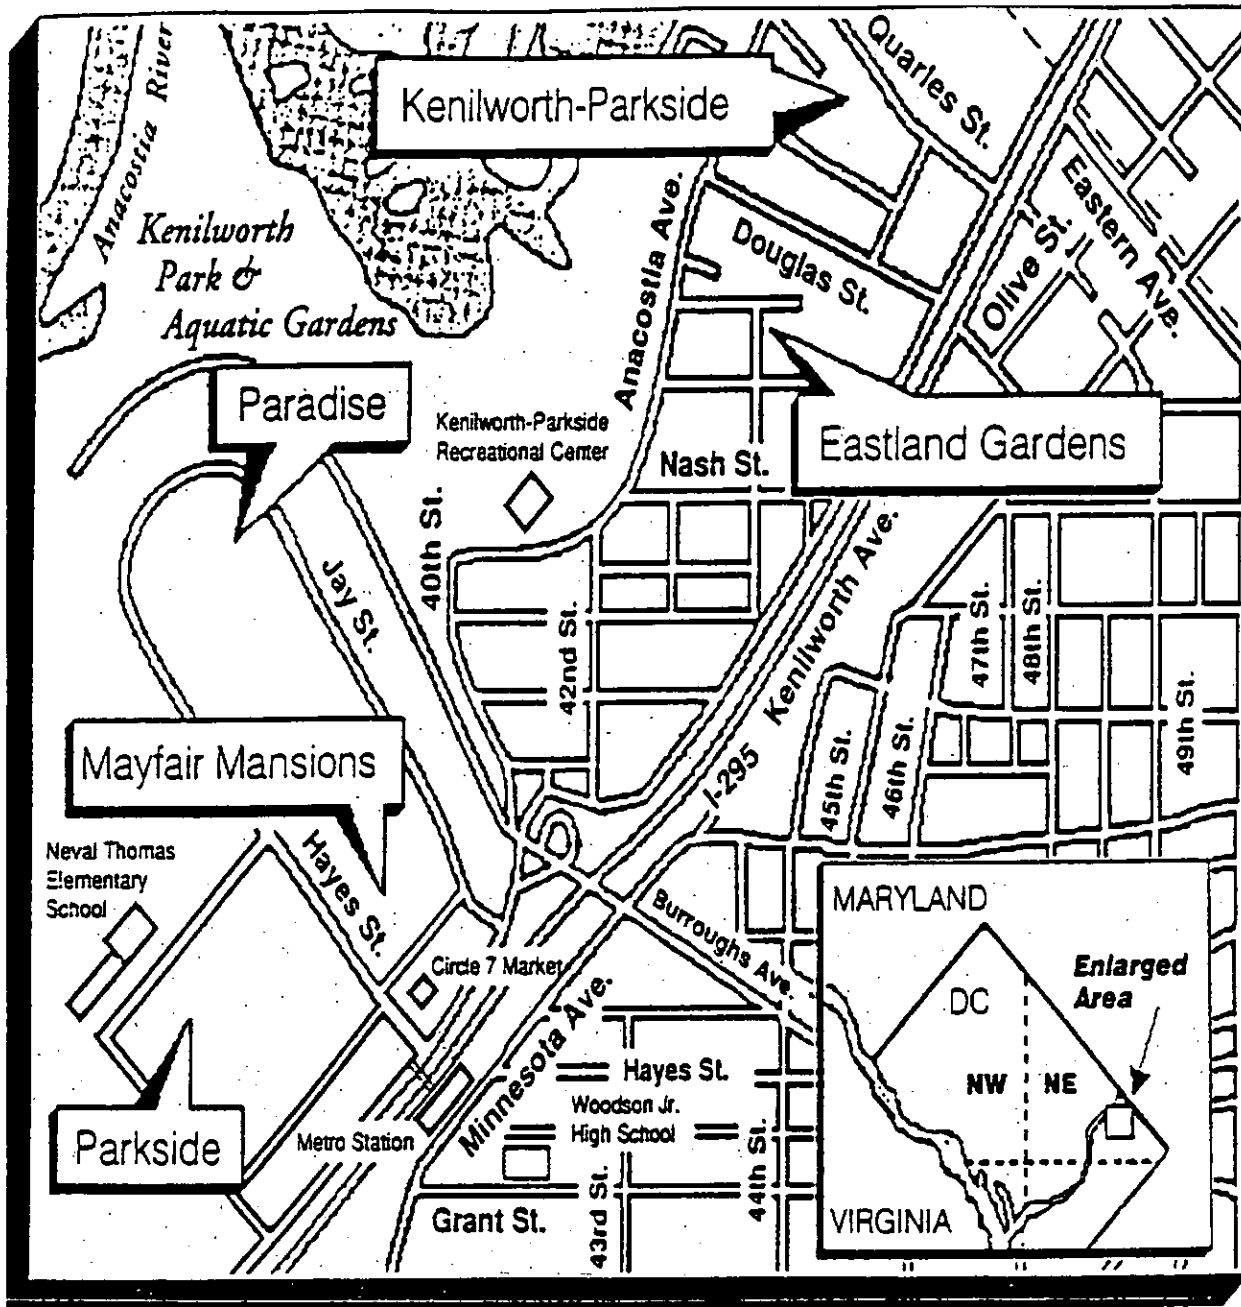 Anacostia River
Kenilworth-Parkside
Quarles St.
Kenilworth
Park &
Aquatic Gardens
Anacostia Ave.
Douglas St.
Olive St.
Eastern Ave.
Paradise
Kenilworth-Parkside
Recreational Center
Nash St.
Eastland Gardens
40th St.
Jay St.
42nd St.
Kenilworth Ave.
I-295
47th St.
48th St.
49th St.
45th St.
46th St.
Mayfair Mansions
Neval Thomas
Elementary
School
Hayes St.
Circle 7 Market
Burroughs Ave.
Minnesota Ave.
Hayes St.
Woodson Jr.
High School
Metro Station
Parkside
Grant St.
43rd St.
44th St.
MARYLAND
DC
Enlarged
Area
NW
NE
VIRGINIA